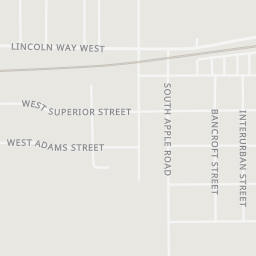 LINCOLN WAY WEST
WEST SUPERIOR STREET
WEST ADAMS STREET
SOUTH APPLE ROAD
BANCROFT STREET
INTERURBAN STREET